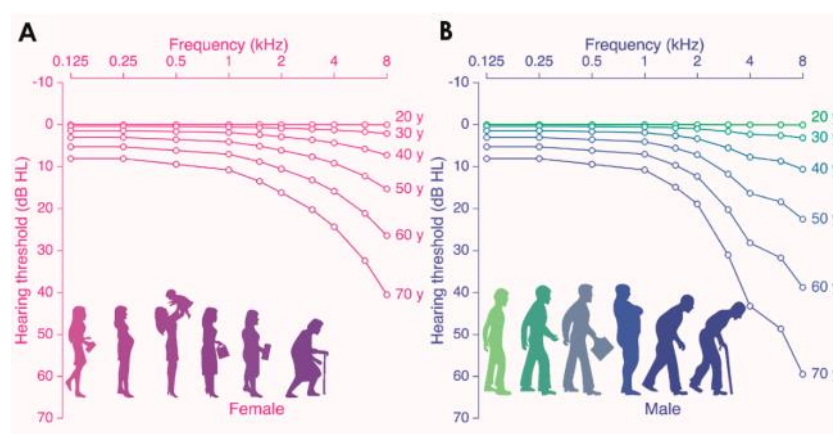 A
Frequency (kHz)
0.125 0.25 0.5 1 2 4 8
Hearing threshold (dB HL)
-10
0
10
20
30
40
50
60
70
20 y
30 y
40 y
50 y
60 y
70 y
Female
B
Frequency (kHz)
0.125 0.25 0.5 1 2 4 8
Hearing threshold (dB HL)
-10
0
10
20
30
40
50
60
70
20
30
40
50
60
70
Male